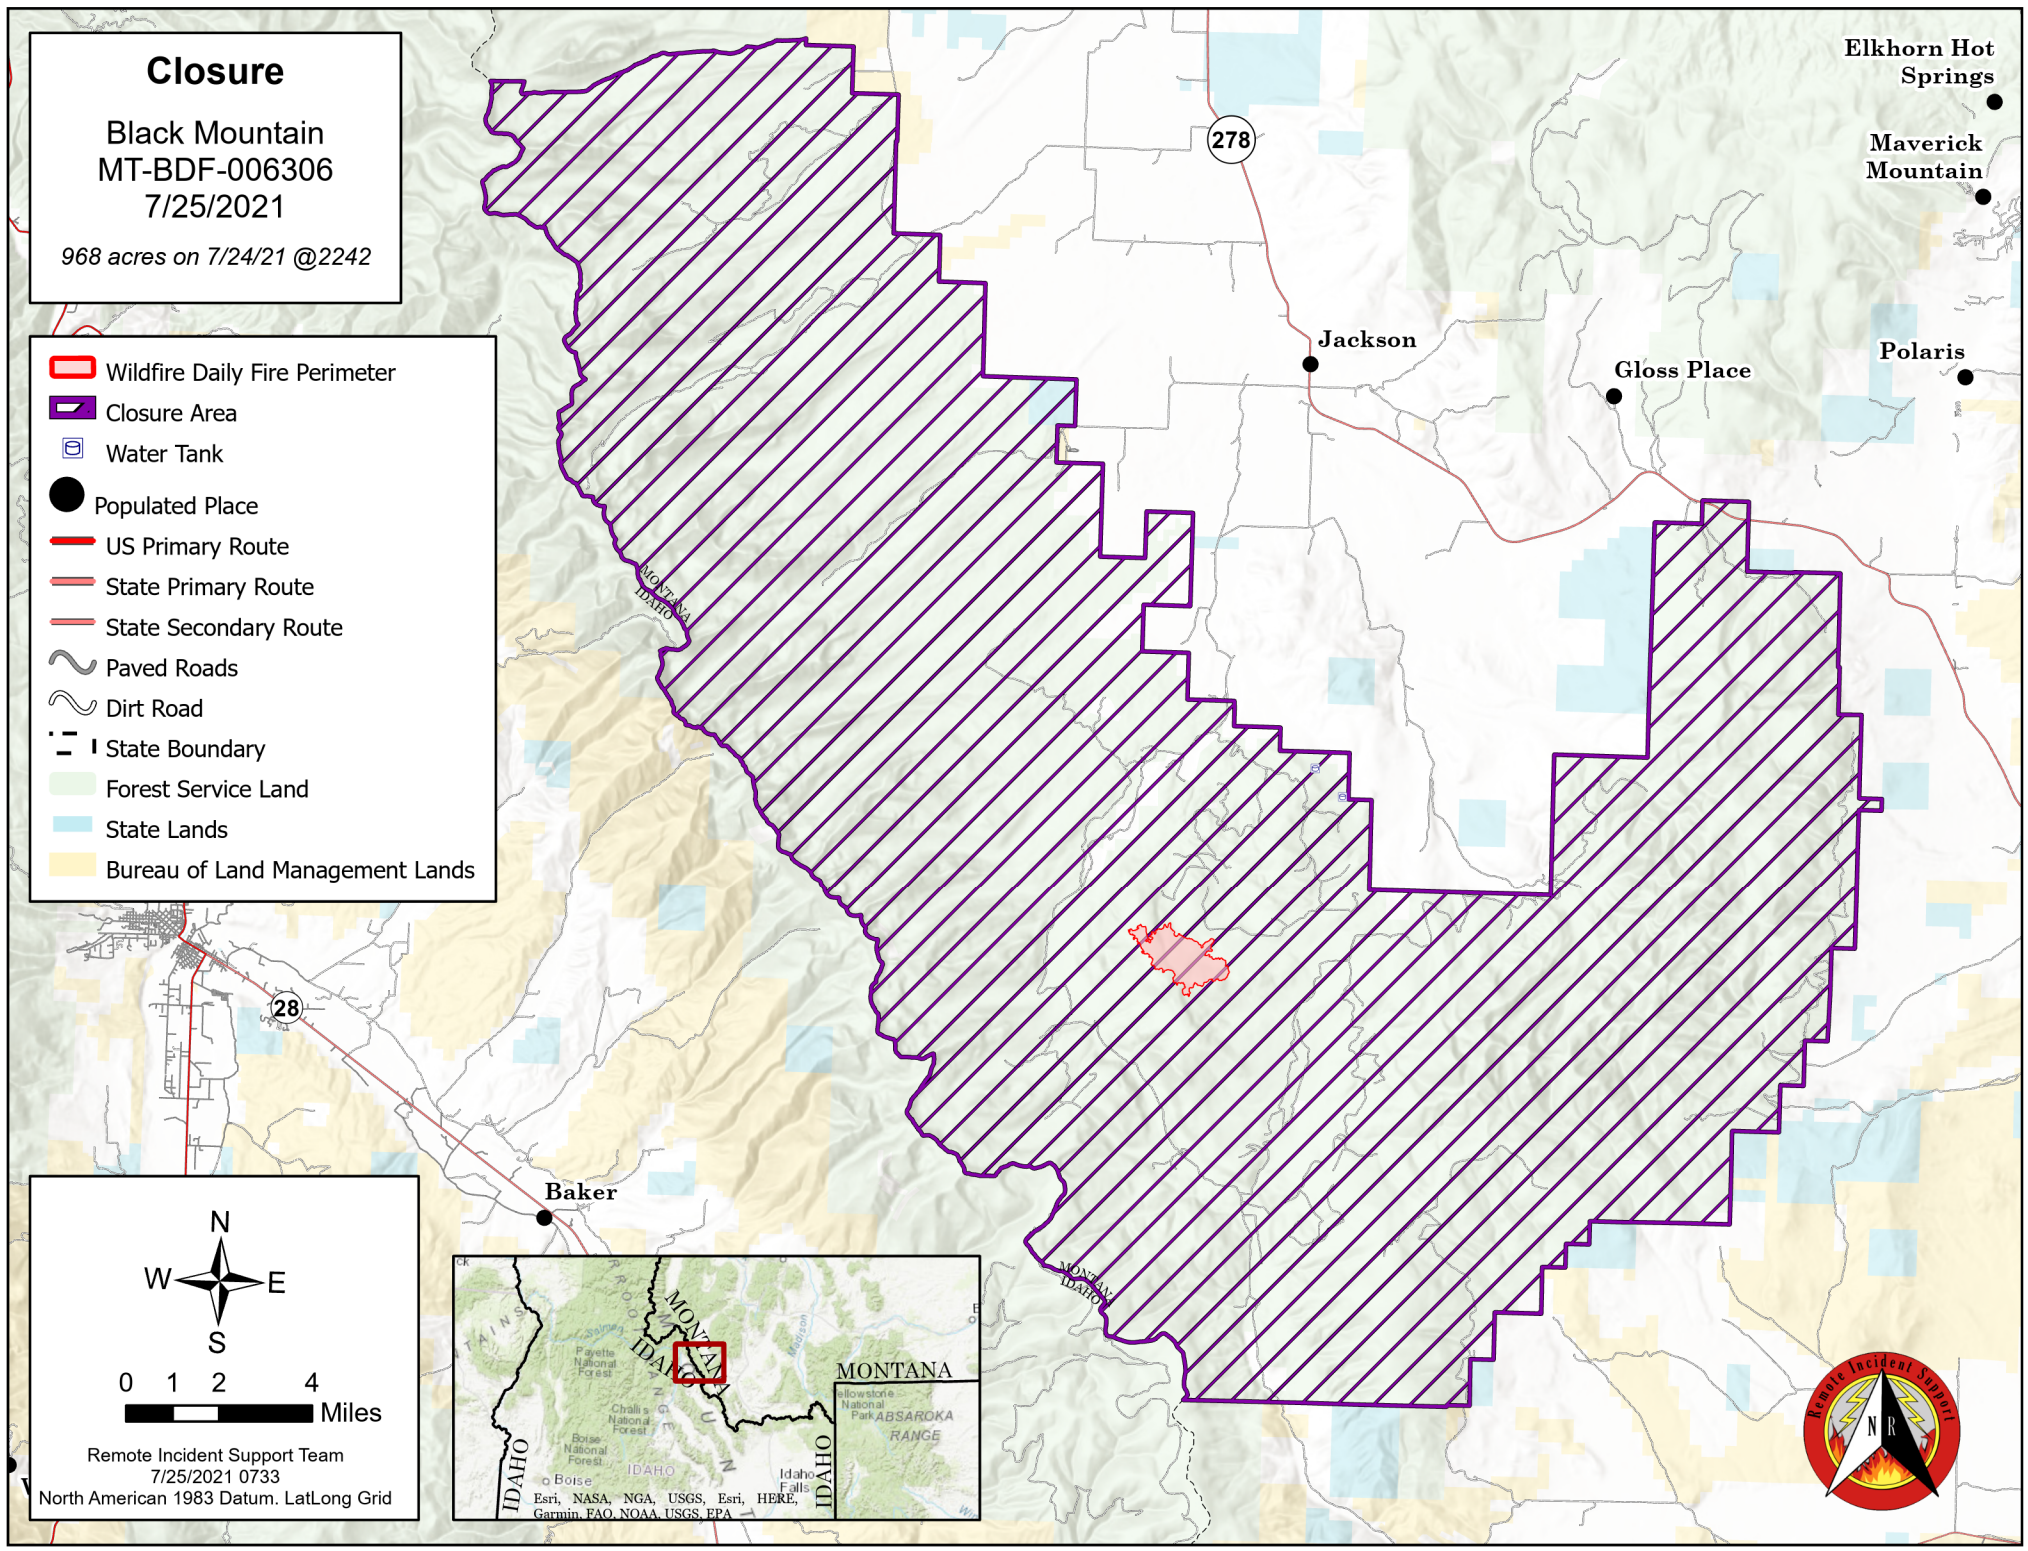 Closure
Black Mountain
MT-BDF-006306
7/25/2021
968 acres on 7/24/21 @2242
Wildfire Daily Fire Perimeter
Closure Area
Water Tank
Populated Place
US Primary Route
State Primary Route
State Secondary Route
Paved Roads
Dirt Road
State Boundary
Forest Service Land
State Lands
Bureau of Land Management Lands
278
Elkhorn Hot
Springs
Maverick
Mountain
Jackson
Gloss Place
Polaris
MONTANA
IDAHO
28
Baker
MONTANA
IDAHO
N
W E
S
0 1 2 4
Miles
Remote Incident Support Team
7/25/2021 0733
North American 1983 Datum. LatLong Grid
MONTANA
IDAHO
Salmon
Payette
National
Forest
Madison
Challis
National
Forest
Boise
National
Forest
IDAHO
Boise
Idaho
Falls
MONTANA
ellowstone
National
Park
ABSAROKA
RANGE
IDAHO
IDAHO
Esri, NASA, NGA, USGS, Esri, HERE,
Garmin, FAO, NOAA, USGS, EPA
Remote Incident Support
N R